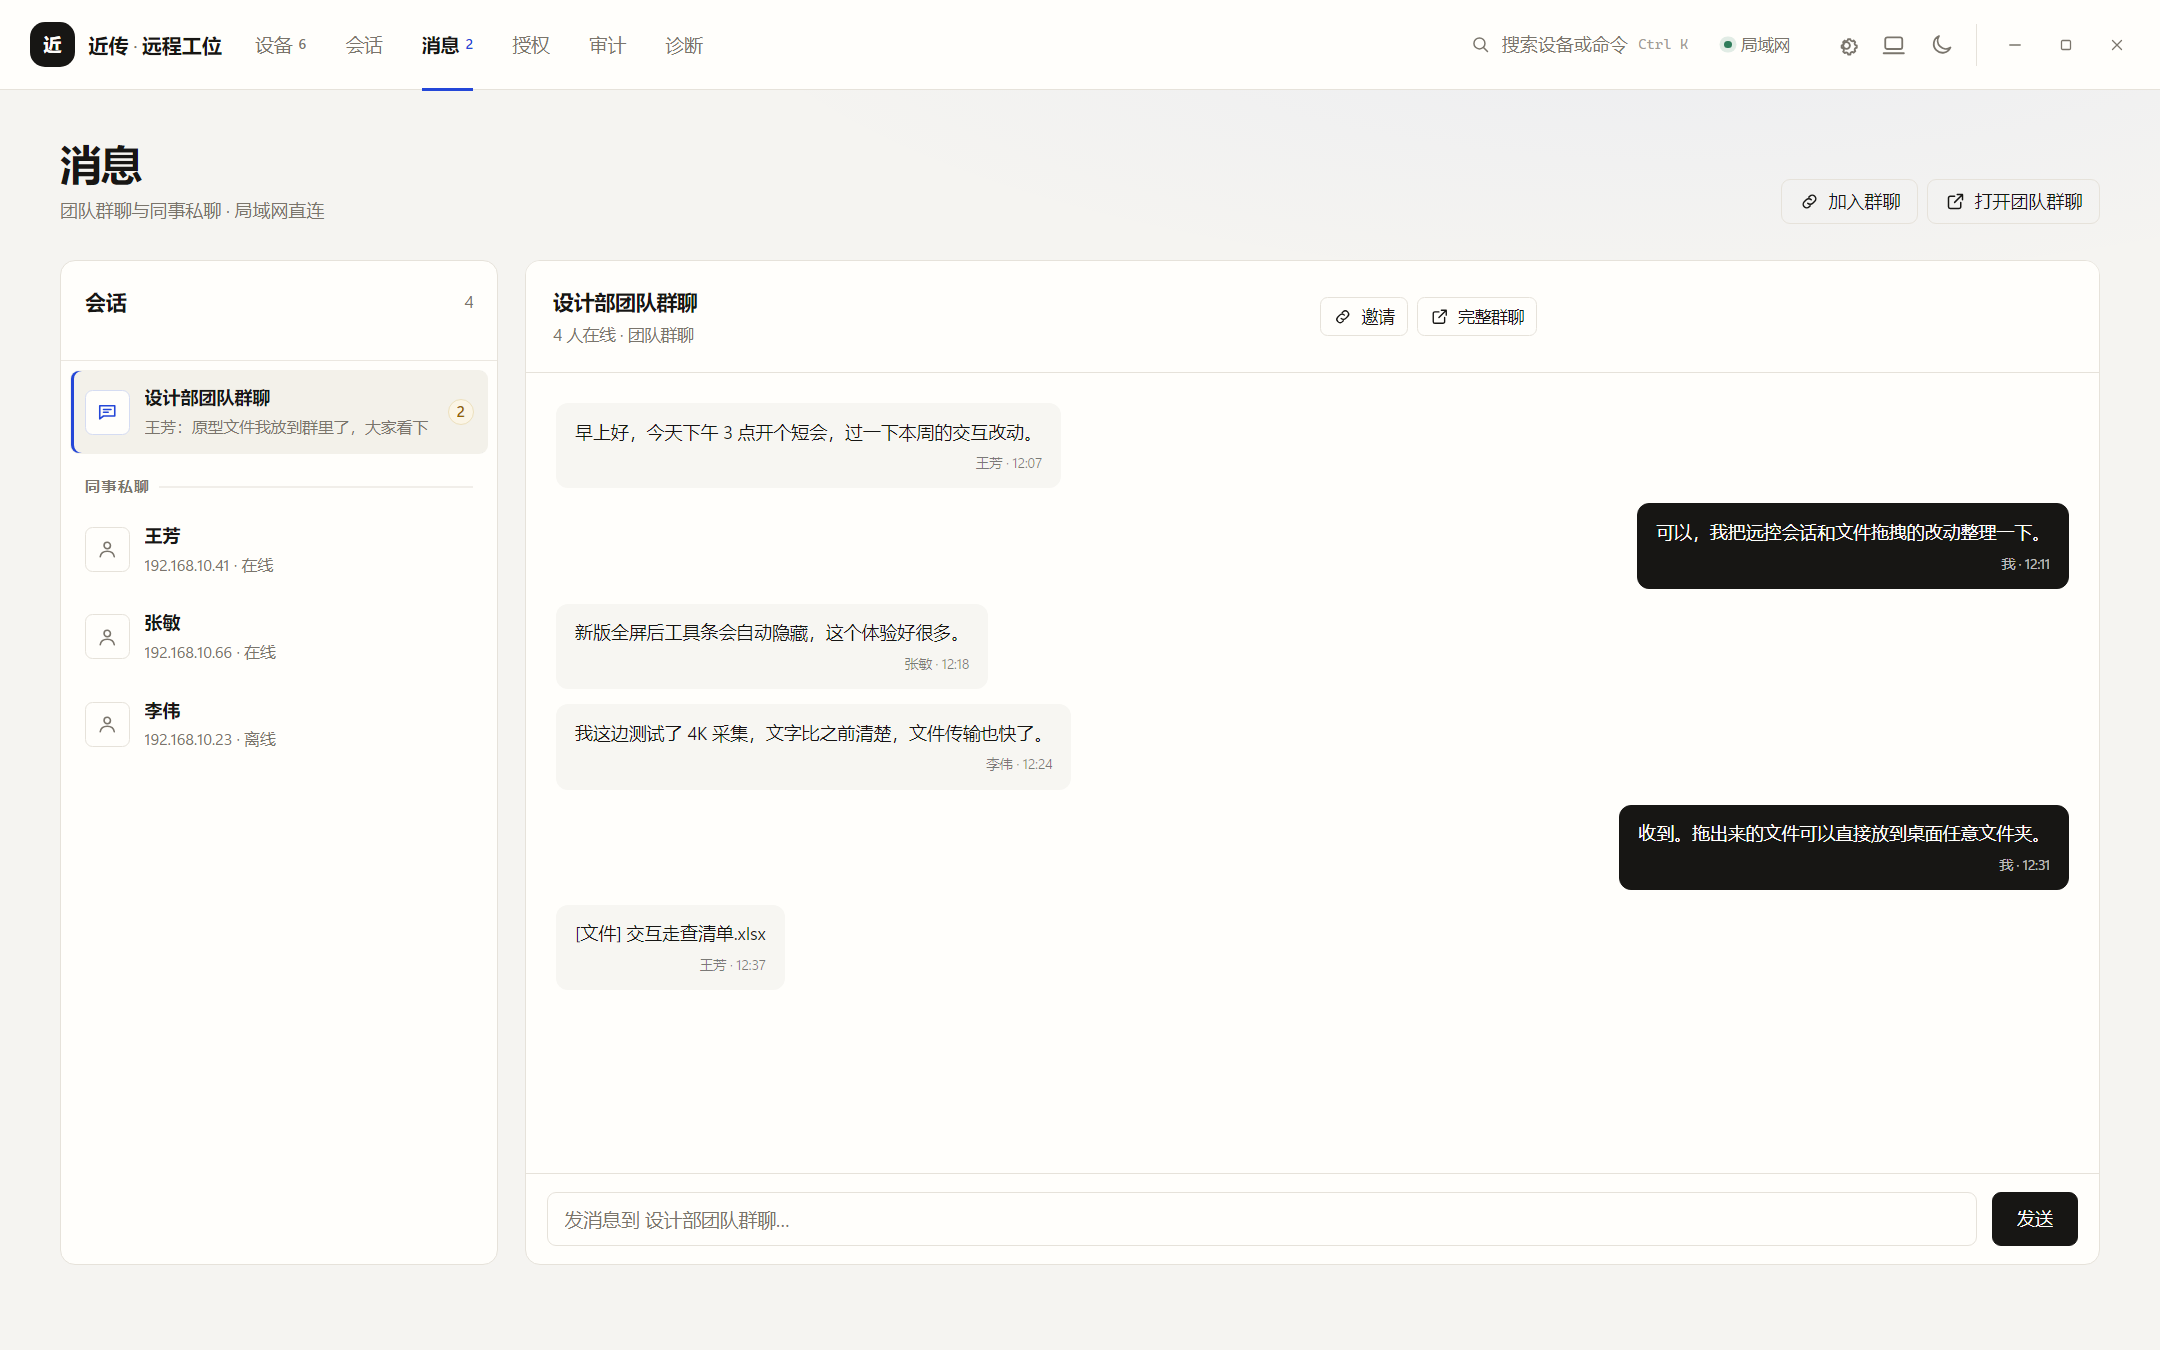 近 近传 · 远程工位 设备 6 会话 消息 2 授权 审计 诊断 搜索设备或命令 Ctrl K 局域网
消息
团队群聊与同事私聊 · 局域网直连
加入群聊 打开团队群聊
会话 4
设计部团队群聊
王芳：原型文件我放到群里了，大家看下
2
同事私聊
王芳
192.168.10.41 · 在线
张敏
192.168.10.66 · 在线
李伟
192.168.10.23 · 离线
设计部团队群聊
4 人在线 · 团队群聊
邀请 完整群聊
早上好，今天下午 3 点开个短会，过一下本周的交互改动。
王芳 · 12:07
可以，我把远控会话和文件拖拽的改动整理一下。
我 · 12:11
新版全屏后工具条会自动隐藏，这个体验好很多。
张敏 · 12:18
我这边测试了 4K 采集，文字比之前清楚，文件传输也快了。
李伟 · 12:24
收到。拖出来的文件可以直接放到桌面任意文件夹。
我 · 12:31
[文件] 交互走查清单.xlsx
王芳 · 12:37
发消息到 设计部团队群聊...
发送